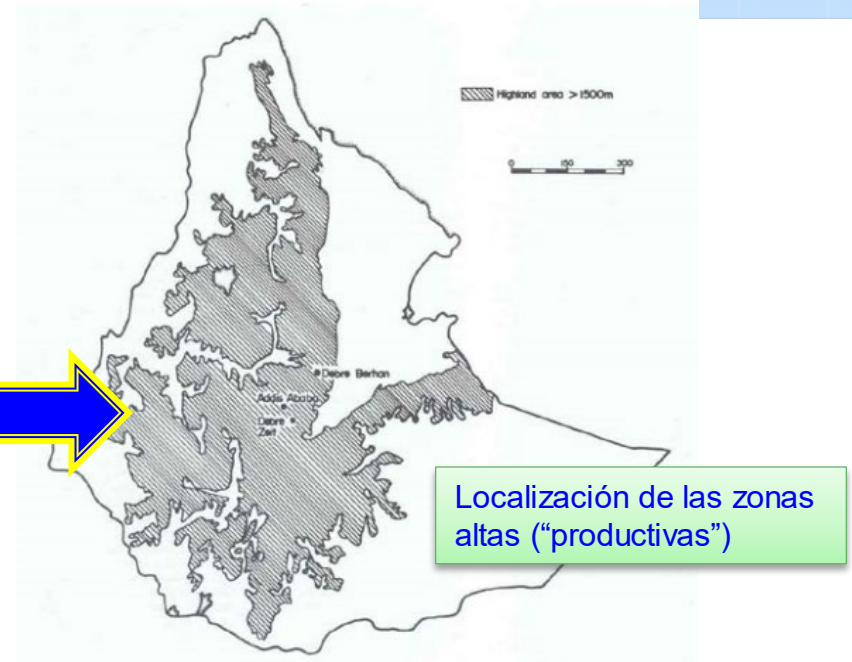 Highland area >1500m
0 150 300
Debre Berhan
Addis Ababa
Debre
Zeit
Localización de las zonas
altas (“productivas”)